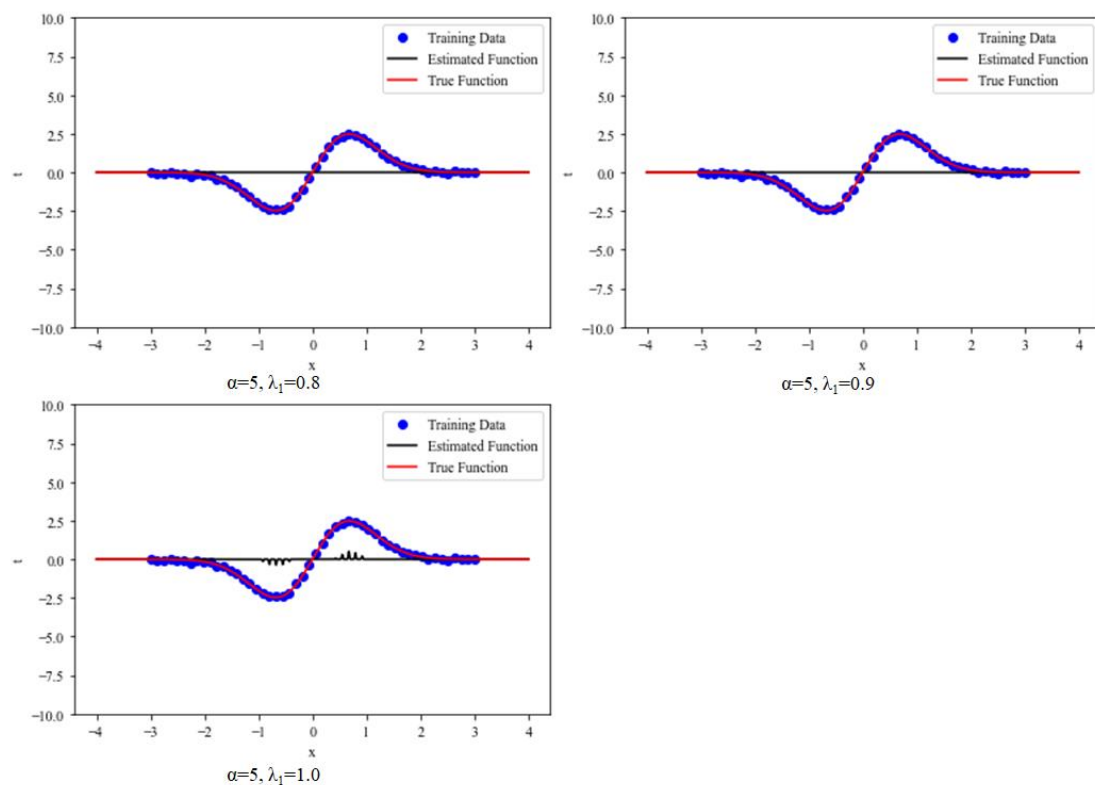 10.0
7.5
5.0
2.5
0.0
−2.5
−5.0
−7.5
−10.0
t
Training Data
Estimated Function
True Function
−4 −3 −2 −1 0 1 2 3 4
x
α=5, λ₁=0.8
10.0
7.5
5.0
2.5
0.0
−2.5
−5.0
−7.5
−10.0
t
Training Data
Estimated Function
True Function
−4 −3 −2 −1 0 1 2 3 4
x
α=5, λ₁=0.9
10.0
7.5
5.0
2.5
0.0
−2.5
−5.0
−7.5
−10.0
t
Training Data
Estimated Function
True Function
−4 −3 −2 −1 0 1 2 3 4
x
α=5, λ₁=1.0